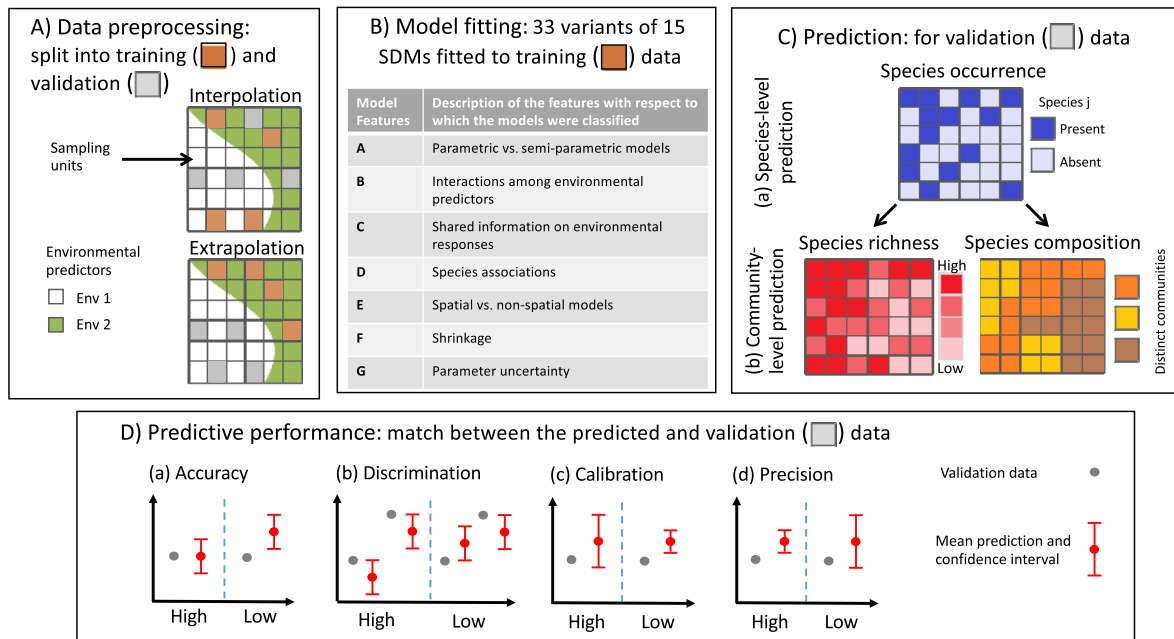 A) Data preprocessing:
split into training ( ) and
validation ( )
Interpolation
Sampling
units
Extrapolation
Environmental
predictors
Env 1
Env 2
B) Model fitting: 33 variants of 15
SDMs fitted to training ( ) data
Model
Features
Description of the features with respect to
which the models were classified
A
Parametric vs. semi-parametric models
B
Interactions among environmental
predictors
C
Shared information on environmental
responses
D
Species associations
E
Spatial vs. non-spatial models
F
Shrinkage
G
Parameter uncertainty
C) Prediction: for validation ( ) data
Species occurrence
Species j
Present
Absent
(a) Species-level
prediction
Species richness
Species composition
High
Low
Distinct communities
(b) Community-
level prediction
D) Predictive performance: match between the predicted and validation ( ) data
(a) Accuracy
(b) Discrimination
(c) Calibration
(d) Precision
Validation data
Mean prediction and
confidence interval
High
Low
High
Low
High
Low
High
Low